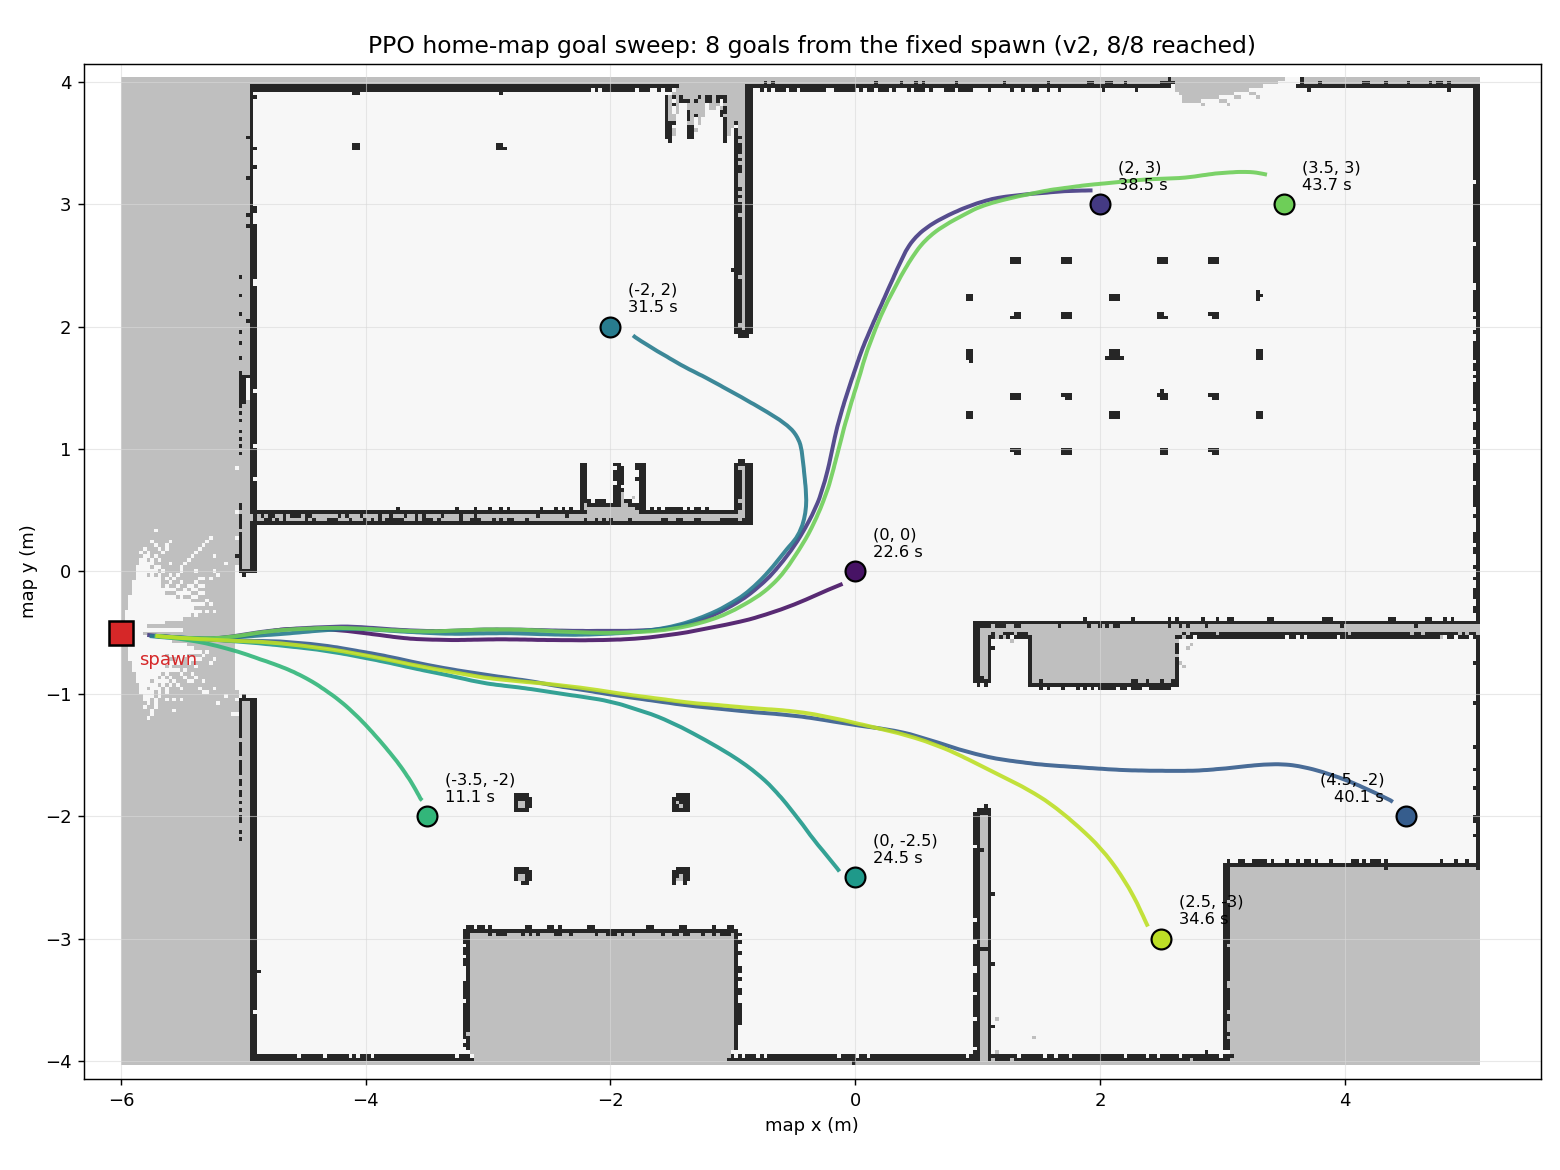 PPO home-map goal sweep: 8 goals from the fixed spawn (v2, 8/8 reached)
4
3
2
1
0
−1
−2
−3
−4
map y (m)
(2, 3)
38.5 s
(3.5, 3)
43.7 s
(-2, 2)
31.5 s
(0, 0)
22.6 s
spawn
(-3.5, -2)
11.1 s
(4.5, -2)
40.1 s
(0, -2.5)
24.5 s
(2.5, -3)
34.6 s
−6
−4
−2
0
2
4
map x (m)